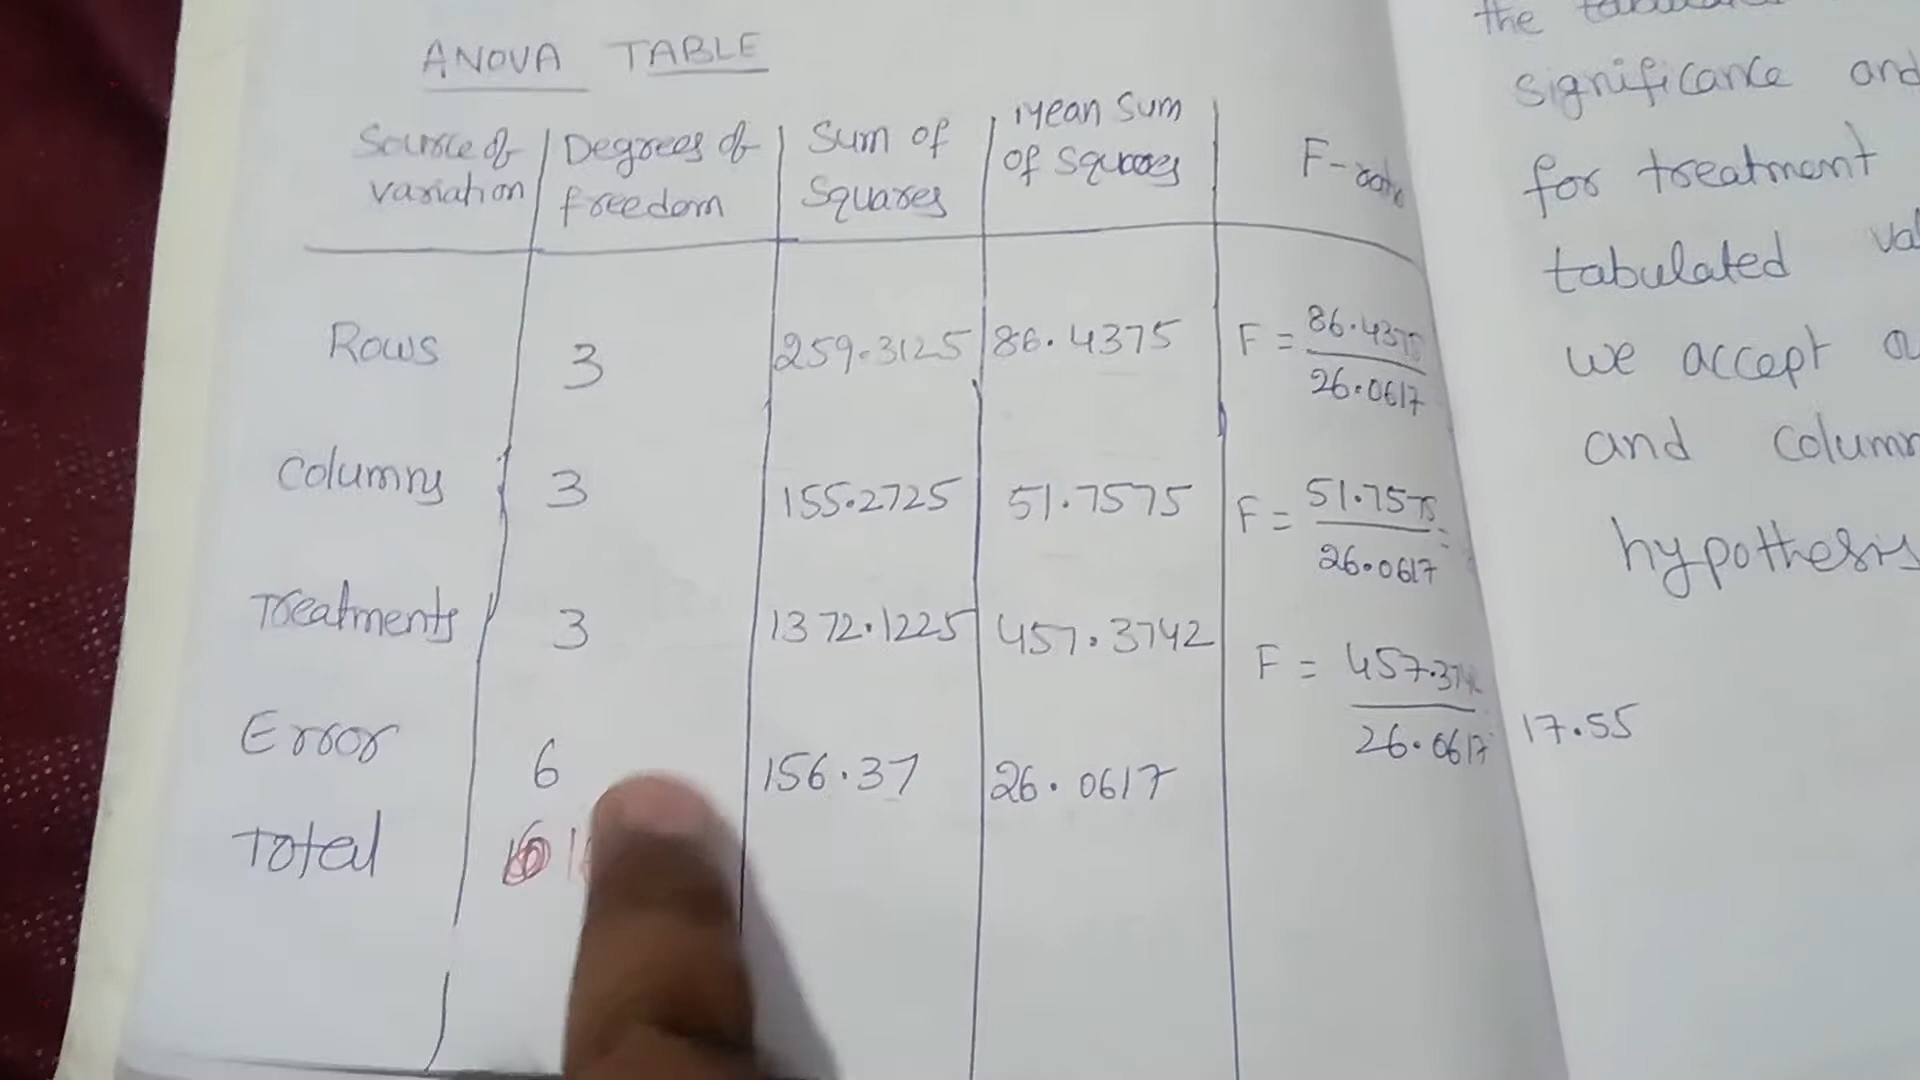 ANOVA TABLE
Source of variation | Degrees of freedom | Sum of Squares | Mean Sum of Squares | F-ratio
Rows 3 259.3125 86.4375 F = 86.4375 / 26.0617
Columns 3 155.2725 51.7575 F = 51.7575 / 26.0617 =
Treatments 3 1372.1225 457.3742 F = 457.3742 / 26.0617 17.55
Error 6 156.37 26.0617
Total
the
significance and
for treatment
tabulated
we accept
and
hypothesis